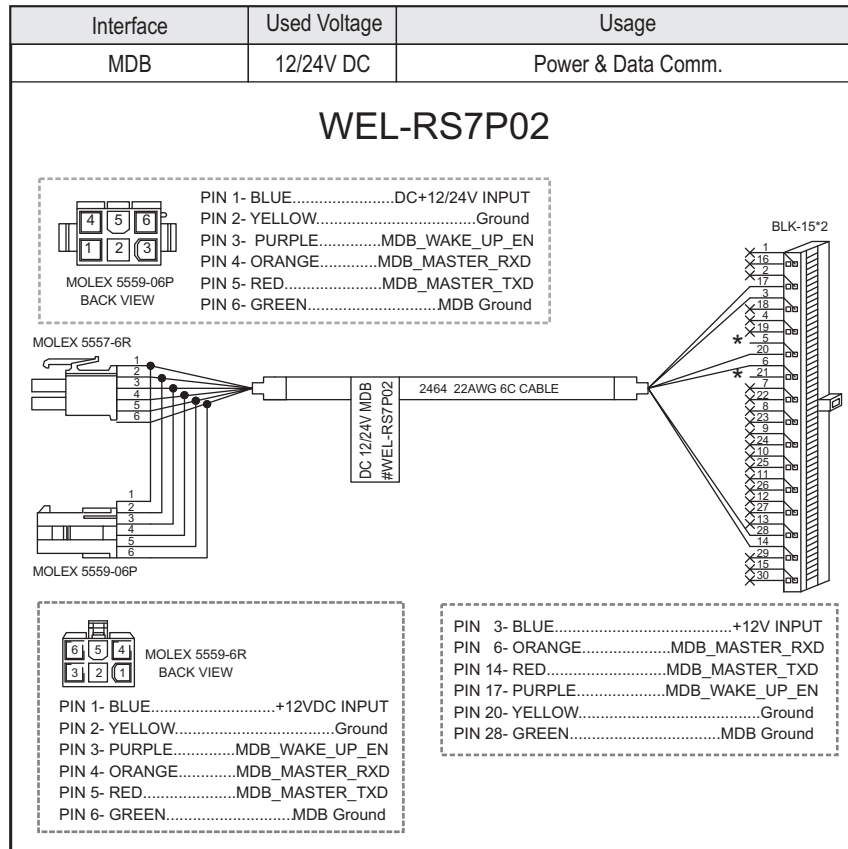 Interface Used Voltage Usage
MDB 12/24V DC Power & Data Comm.
WEL-RS7P02
PIN 1- BLUE......................DC+12/24V INPUT
PIN 2- YELLOW..................................Ground
PIN 3- PURPLE.............MDB_WAKE_UP_EN
PIN 4- ORANGE............MDB_MASTER_RXD
PIN 5- RED.....................MDB_MASTER_TXD
PIN 6- GREEN............................MDB Ground
4 5 6
1 2 3
MOLEX 5559-06P
BACK VIEW
MOLEX 5557-6R
1
2
3
4
5
6
DC 12/24V MDB
#WEL-RS7P02
2464 22AWG 6C CABLE
1
2
3
4
5
6
MOLEX 5559-06P
BLK-15*2
1
16
2
17
3
18
4
19
* 5
20
6
* 21
7
22
8
23
9
24
10
25
11
26
12
27
13
28
14
29
15
30
6 5 4
3 2 1
MOLEX 5559-6R
BACK VIEW
PIN 1- BLUE...........................+12VDC INPUT
PIN 2- YELLOW..................................Ground
PIN 3- PURPLE.............MDB_WAKE_UP_EN
PIN 4- ORANGE............MDB_MASTER_RXD
PIN 5- RED....................MDB_MASTER_TXD
PIN 6- GREEN...........................MDB Ground
PIN 3- BLUE......................................+12V INPUT
PIN 6- ORANGE...................MDB_MASTER_RXD
PIN 14- RED..........................MDB_MASTER_TXD
PIN 17- PURPLE...................MDB_WAKE_UP_EN
PIN 20- YELLOW.......................................Ground
PIN 28- GREEN................................MDB Ground